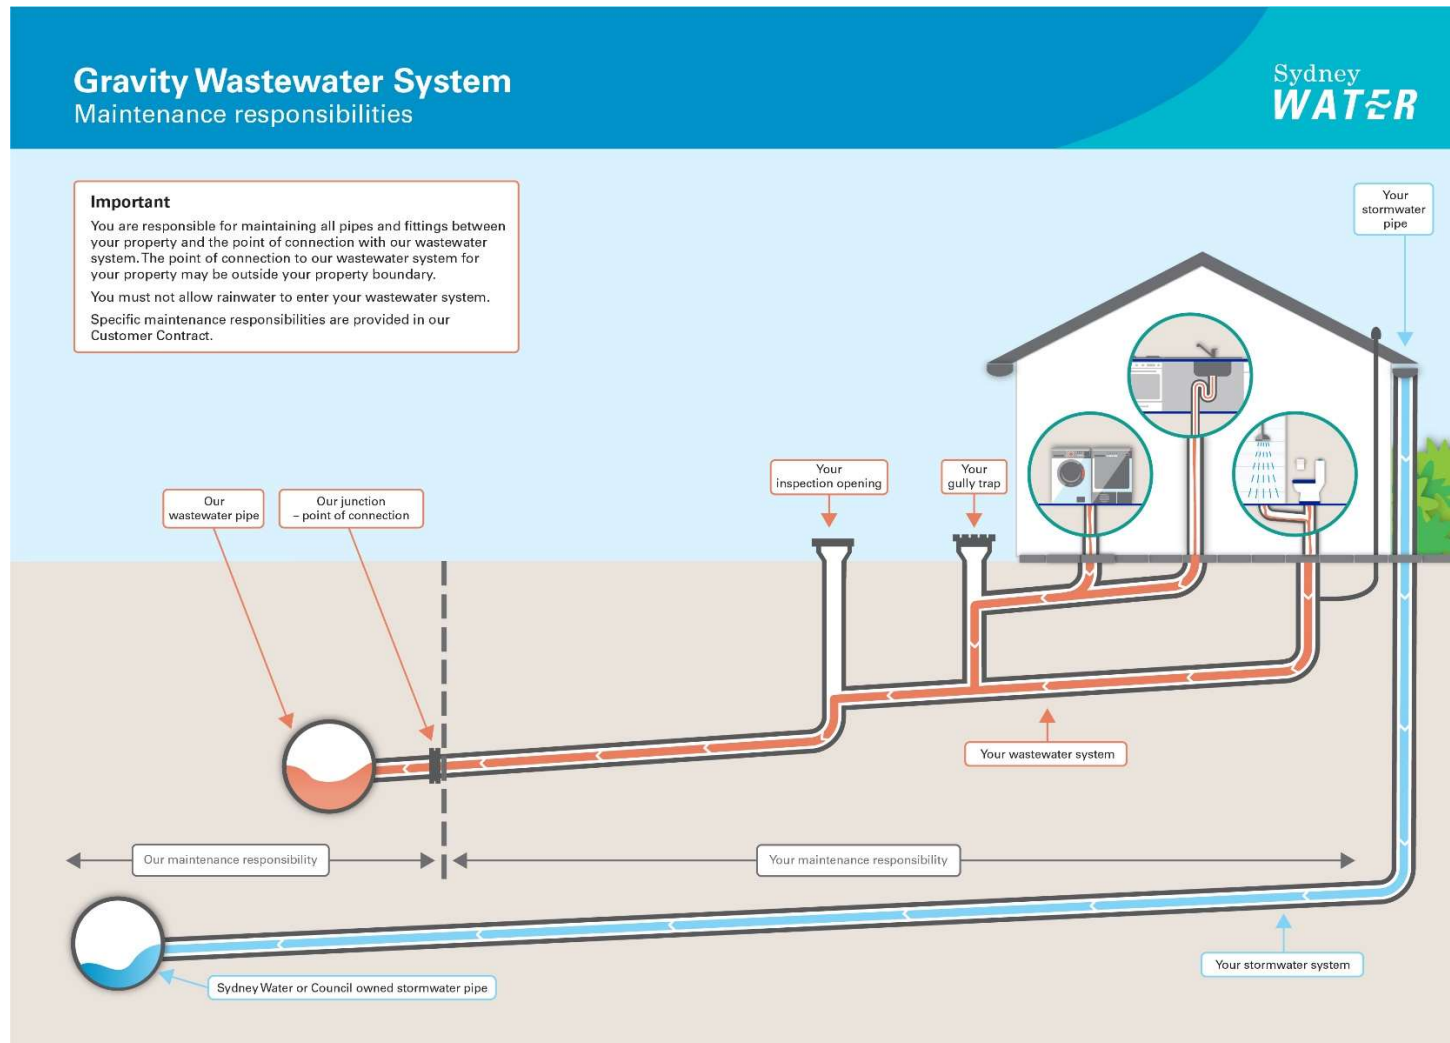 Gravity Wastewater System
Maintenance responsibilities
Sydney
WATER
Important
You are responsible for maintaining all pipes and fittings between
your property and the point of connection with our wastewater
system. The point of connection to our wastewater system for
your property may be outside your property boundary.
You must not allow rainwater to enter your wastewater system.
Specific maintenance responsibilities are provided in our
Customer Contract.
Your
stormwater
pipe
Our
wastewater pipe
Our junction
– point of connection
Your
inspection opening
Your
gully trap
Your wastewater system
Our maintenance responsibility
Your maintenance responsibility
Your stormwater system
Sydney Water or Council owned stormwater pipe